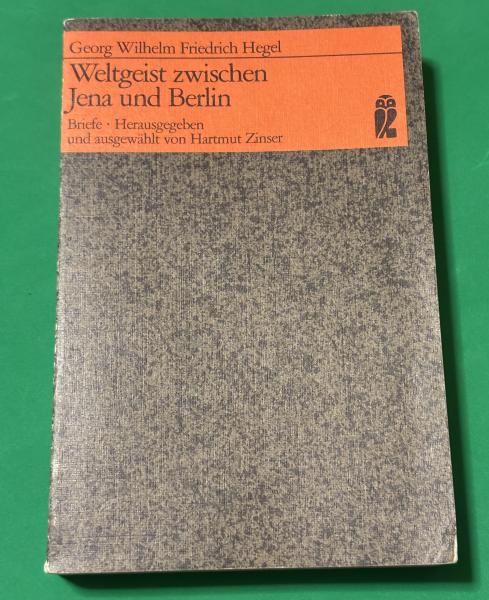 Georg Wilhelm Friedrich Hegel
Weltgeist zwischen
Jena und Berlin
Briefe · Herausgegeben
und ausgewählt von Hartmut Zinser